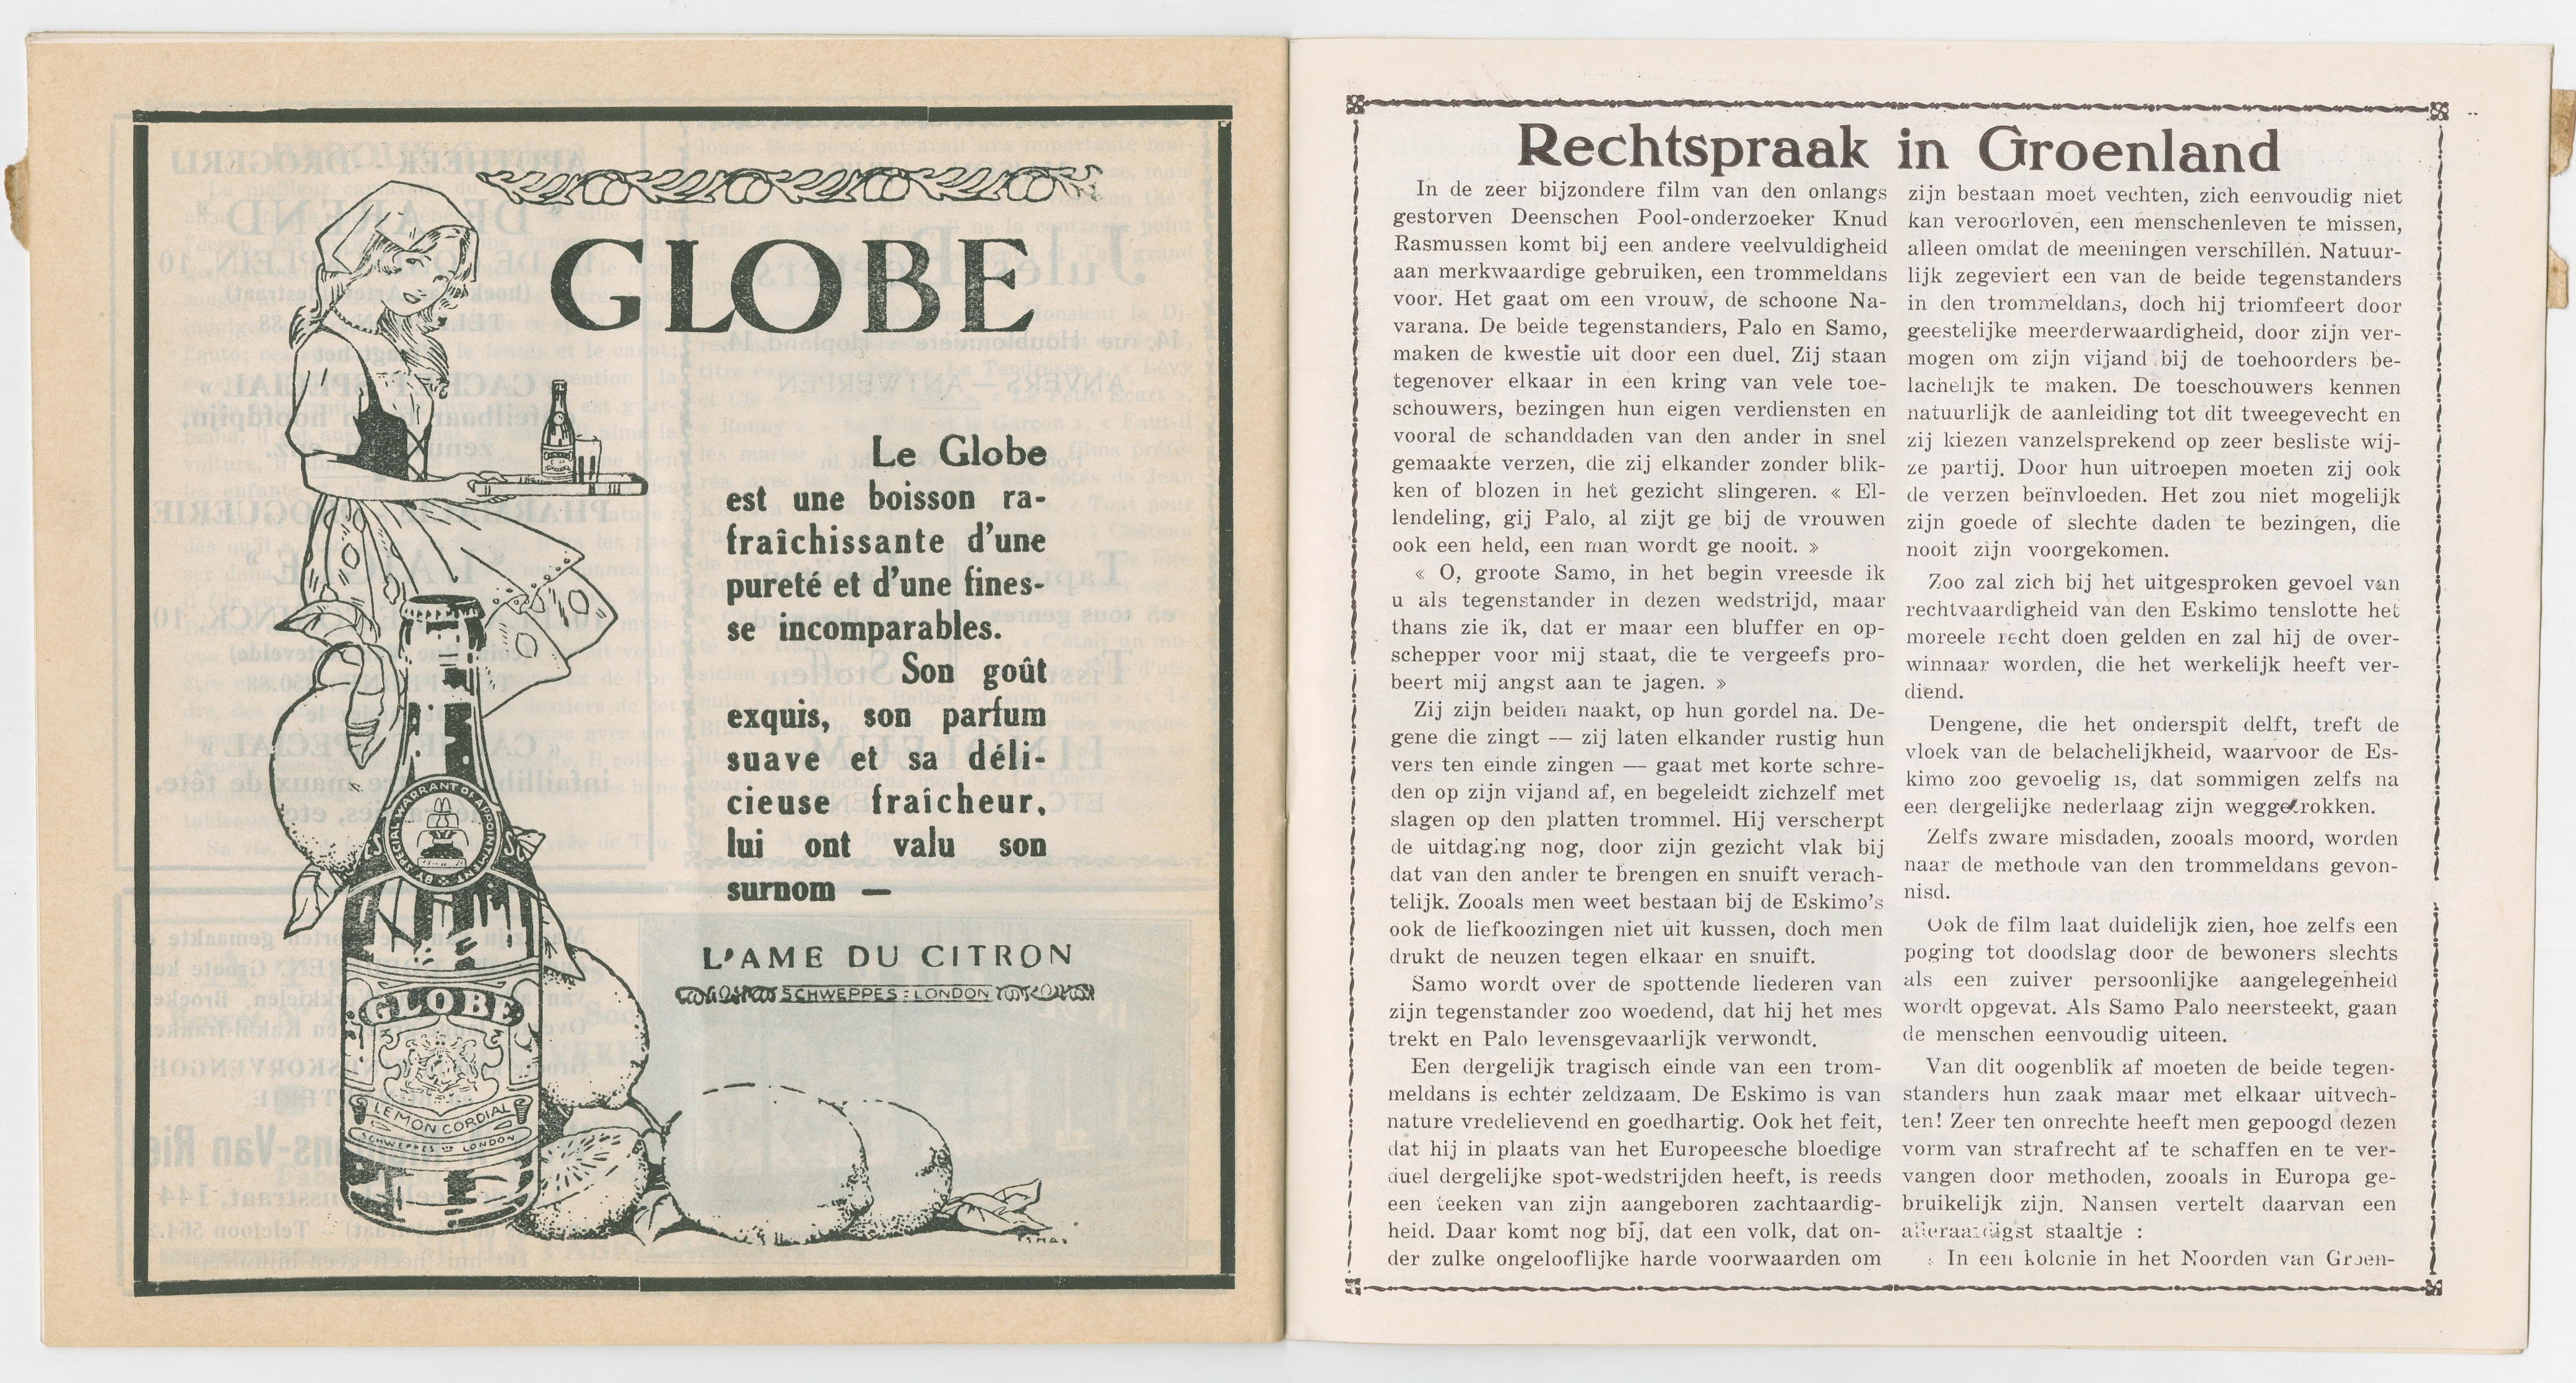 GLOBE
Le Globe
est une boisson ra-
fraîchissante d'une
pureté et d'une fines-
se incomparables.
Son goût
exquis, son parfum
suave et sa déli-
cieuse fraîcheur,
lui ont valu son
surnom —
L'AME DU CITRON
SCHWEPPES : LONDON
BY SPECIAL WARRANT OF APPOINTMENT
GLOBE
LEMON CORDIAL
SCHWEPPES LTD LONDON
Rechtspraak in Groenland
In de zeer bijzondere film van den onlangs
gestorven Deenschen Pool-onderzoeker Knud
Rasmussen komt bij een andere veelvuldigheid
aan merkwaardige gebruiken, een trommeldans
voor. Het gaat om een vrouw, de schoone Na-
varana. De beide tegenstanders, Palo en Samo,
maken de kwestie uit door een duel. Zij staan
tegenover elkaar in een kring van vele toe-
schouwers, bezingen hun eigen verdiensten en
vooral de schanddaden van den ander in snel
gemaakte verzen, die zij elkander zonder blik-
ken of blozen in het gezicht slingeren. « El-
lendeling, gij Palo, al zijt ge bij de vrouwen
ook een held, een man wordt ge nooit. »
« O, groote Samo, in het begin vreesde ik
u als tegenstander in dezen wedstrijd, maar
thans zie ik, dat er maar een bluffer en op-
schepper voor mij staat, die te vergeefs pro-
beert mij angst aan te jagen. »
Zij zijn beiden naakt, op hun gordel na. De-
gene die zingt — zij laten elkander rustig hun
vers ten einde zingen — gaat met korte schre-
den op zijn vijand af, en begeleidt zichzelf met
slagen op den platten trommel. Hij verscherpt
de uitdaging nog, door zijn gezicht vlak bij
dat van den ander te brengen en snuift verach-
telijk. Zooals men weet bestaan bij de Eskimo's
ook de liefkoozingen niet uit kussen, doch men
drukt de neuzen tegen elkaar en snuift.
Samo wordt over de spottende liederen van
zijn tegenstander zoo woedend, dat hij het mes
trekt en Palo levensgevaarlijk verwondt.
Een dergelijk tragisch einde van een trom-
meldans is echter zeldzaam. De Eskimo is van
nature vredelievend en goedhartig. Ook het feit,
dat hij in plaats van het Europeesche bloedige
duel dergelijke spot-wedstrijden heeft, is reeds
een teeken van zijn aangeboren zachtaardig-
heid. Daar komt nog bij, dat een volk, dat on-
der zulke ongelooflijke harde voorwaarden om
zijn bestaan moet vechten, zich eenvoudig niet
kan veroorloven, een menschenleven te missen,
alleen omdat de meeningen verschillen. Natuur-
lijk zegeviert een van de beide tegenstanders
in den trommeldans, doch hij triomfeert door
geestelijke meerderwaardigheid, door zijn ver-
mogen om zijn vijand bij de toehoorders be-
lachelijk te maken. De toeschouwers kennen
natuurlijk de aanleiding tot dit tweegevecht en
zij kiezen vanzelsprekend op zeer besliste wij-
ze partij. Door hun uitroepen moeten zij ook
de verzen beïnvloeden. Het zou niet mogelijk
zijn goede of slechte daden te bezingen, die
nooit zijn voorgekomen.
Zoo zal zich bij het uitgesproken gevoel van
rechtvaardigheid van den Eskimo tenslotte het
moreele recht doen gelden en zal hij de over-
winnaar worden, die het werkelijk heeft ver-
diend.
Dengene, die het onderspit delft, treft de
vloek van de belachelijkheid, waarvoor de Es-
kimo zoo gevoelig is, dat sommigen zelfs na
een dergelijke nederlaag zijn weggetrokken.
Zelfs zware misdaden, zooals moord, worden
naar de methode van den trommeldans gevon-
nisd.
Ook de film laat duidelijk zien, hoe zelfs een
poging tot doodslag door de bewoners slechts
als een zuiver persoonlijke aangelegenheid
wordt opgevat. Als Samo Palo neersteekt, gaan
de menschen eenvoudig uiteen.
Van dit oogenblik af moeten de beide tegen-
standers hun zaak maar met elkaar uitvech-
ten! Zeer ten onrechte heeft men gepoogd dezen
vorm van strafrecht af te schaffen en te ver-
vangen door methoden, zooals in Europa ge-
bruikelijk zijn. Nansen vertelt daarvan een
alleraardigst staaltje :
In een kolonie in het Noorden van Groen-